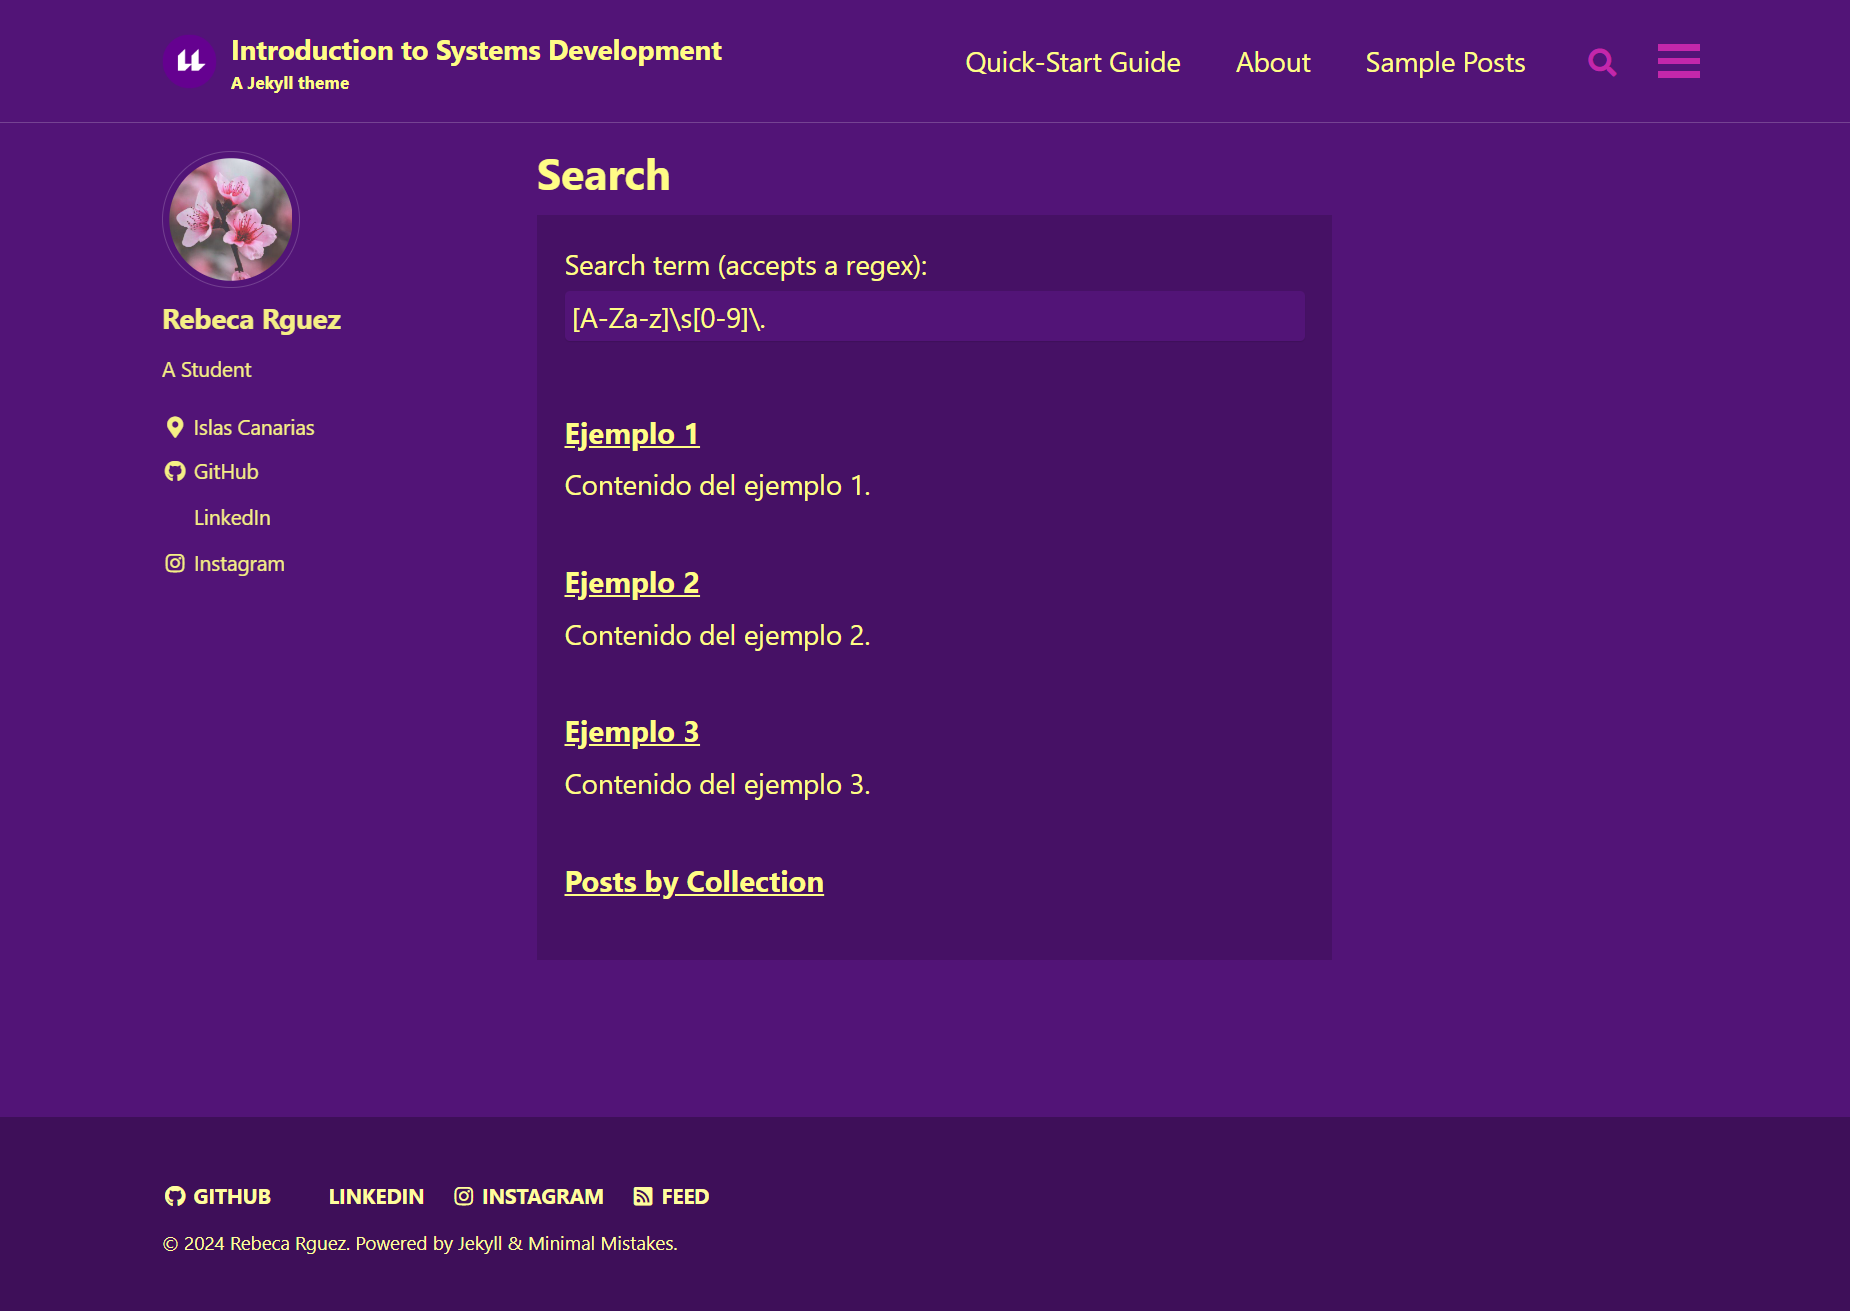 Introduction to Systems Development
A Jekyll theme
Quick-Start Guide
About
Sample Posts
Rebeca Rguez
A Student
Islas Canarias
GitHub
LinkedIn
Instagram
Search
Search term (accepts a regex):
[A-Za-z]\s[0-9]\.
Ejemplo 1
Contenido del ejemplo 1.
Ejemplo 2
Contenido del ejemplo 2.
Ejemplo 3
Contenido del ejemplo 3.
Posts by Collection
GITHUB
LINKEDIN
INSTAGRAM
FEED
© 2024 Rebeca Rguez. Powered by Jekyll & Minimal Mistakes.